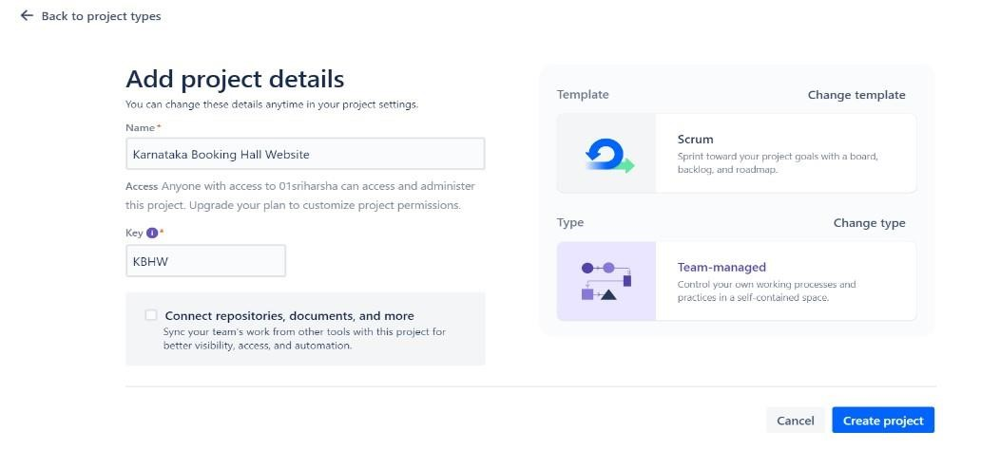 Back to project types
Add project details
You can change these details anytime in your project settings.
Name*
Karnataka Booking Hall Website
Access Anyone with access to 01sriharsha can access and administer
this project. Upgrade your plan to customize project permissions.
Key i *
KBHW
Connect repositories, documents, and more
Sync your team's work from other tools with this project for
better visibility, access, and automation.
Template
Change template
Scrum
Sprint toward your project goals with a board,
backlog, and roadmap.
Type
Change type
Team-managed
Control your own working processes and
practices in a self-contained space.
Cancel
Create project